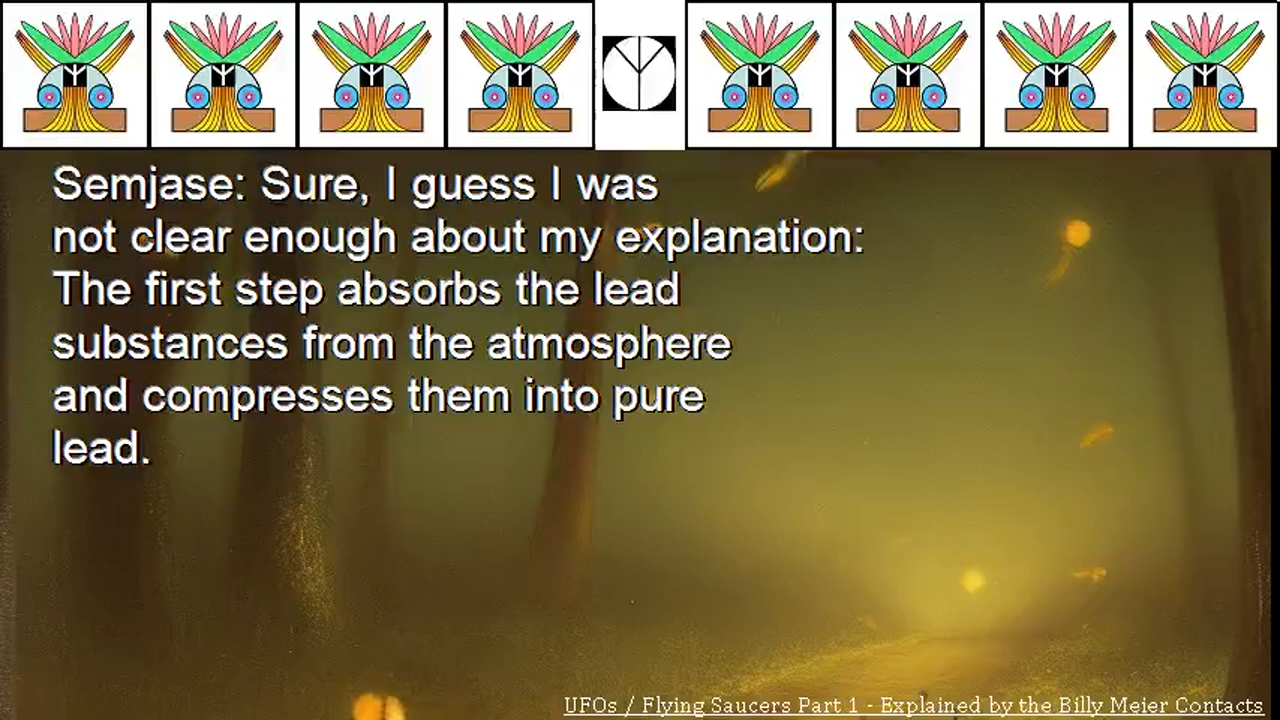 Semjase: Sure, I guess I was
not clear enough about my explanation:
The first step absorbs the lead
substances from the atmosphere
and compresses them into pure
lead.
UFOs / Flying Saucers Part 1 - Explained by the Billy Meier Contacts